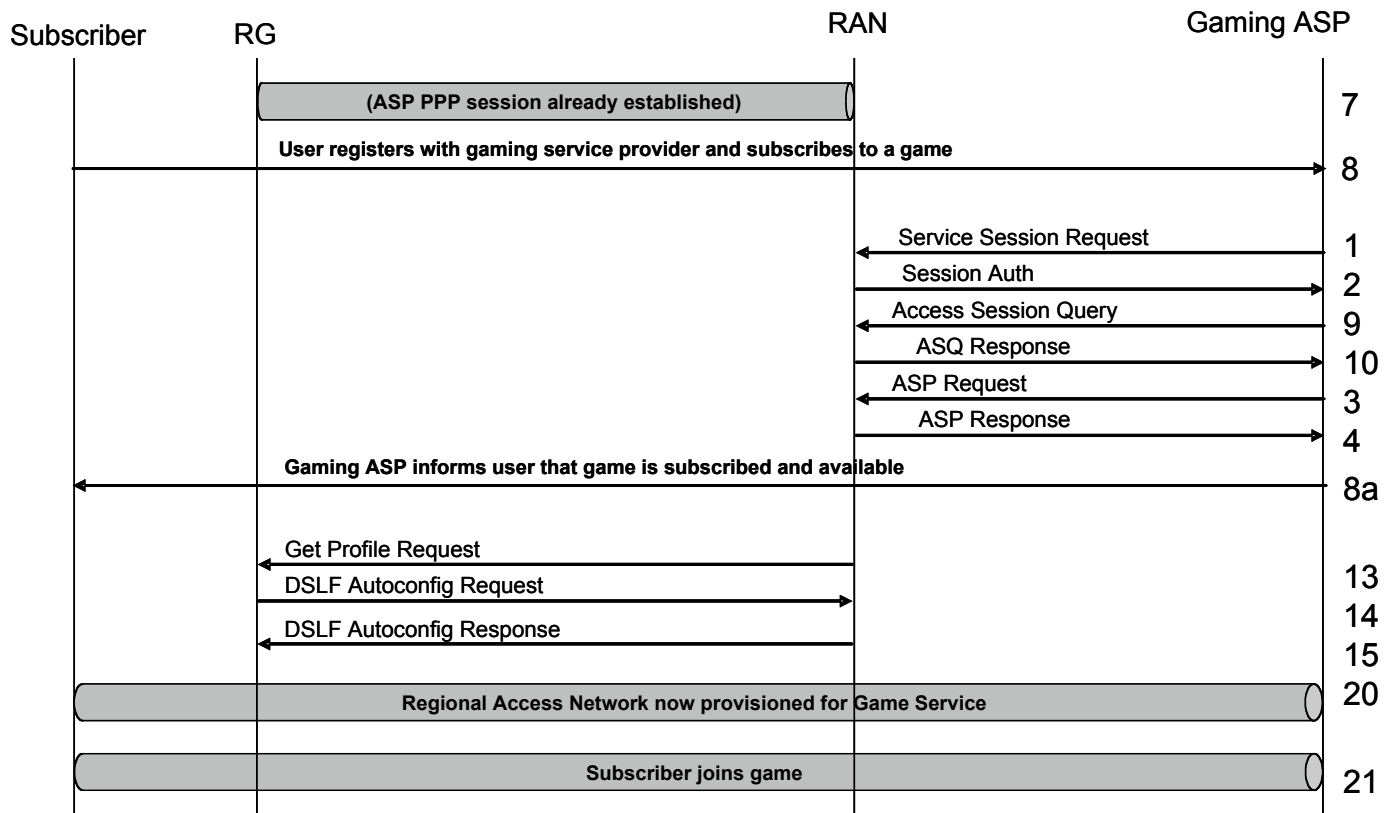 Subscriber RG RAN Gaming ASP
(ASP PPP session already established) 7
User registers with gaming service provider and subscribes to a game 8
Service Session Request 1
Session Auth 2
Access Session Query 9
ASQ Response 10
ASP Request 3
ASP Response 4
Gaming ASP informs user that game is subscribed and available 8a
Get Profile Request 13
DSLF Autoconfig Request 14
DSLF Autoconfig Response 15
Regional Access Network now provisioned for Game Service 20
Subscriber joins game 21